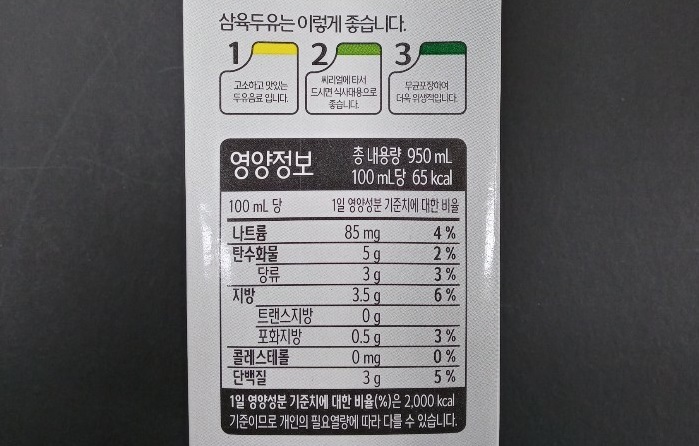 삼육두유는 이렇게 좋습니다.
1
고소하고 맛있는
두유음료 입니다.
2
씨리얼에 타서
드시면 식사대용으로
좋습니다.
3
무균포장하여
더욱 위생적입니다.
영양정보
총 내용량 950 mL
100 mL당 65 kcal
100 mL 당 1일 영양성분 기준치에 대한 비율
나트륨 85 mg 4 %
탄수화물 5 g 2 %
당류 3 g 3 %
지방 3.5 g 6 %
트랜스지방 0 g
포화지방 0.5 g 3 %
콜레스테롤 0 mg 0 %
단백질 3 g 5 %
1일 영양성분 기준치에 대한 비율(%)은 2,000 kcal
기준이므로 개인의 필요열량에 따라 다를 수 있습니다.